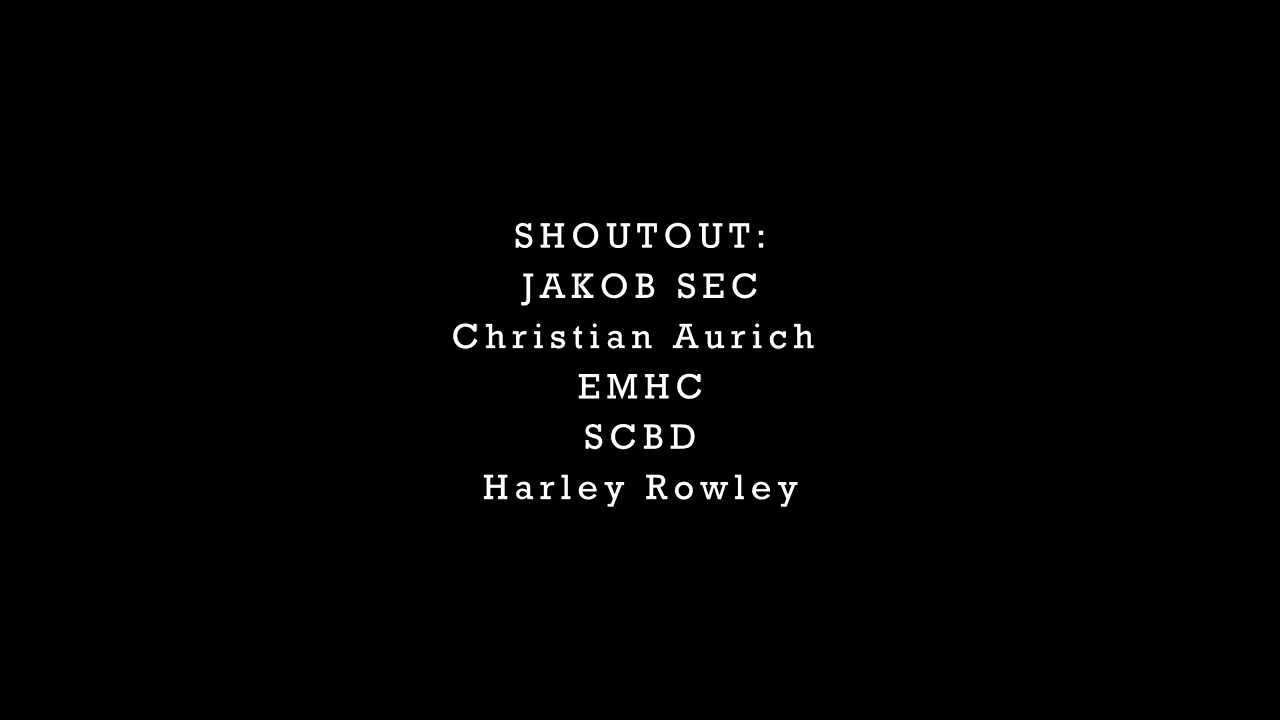 SHOUTOUT:
JAKOB SEC
Christian Aurich
EMHC
SCBD
Harley Rowley